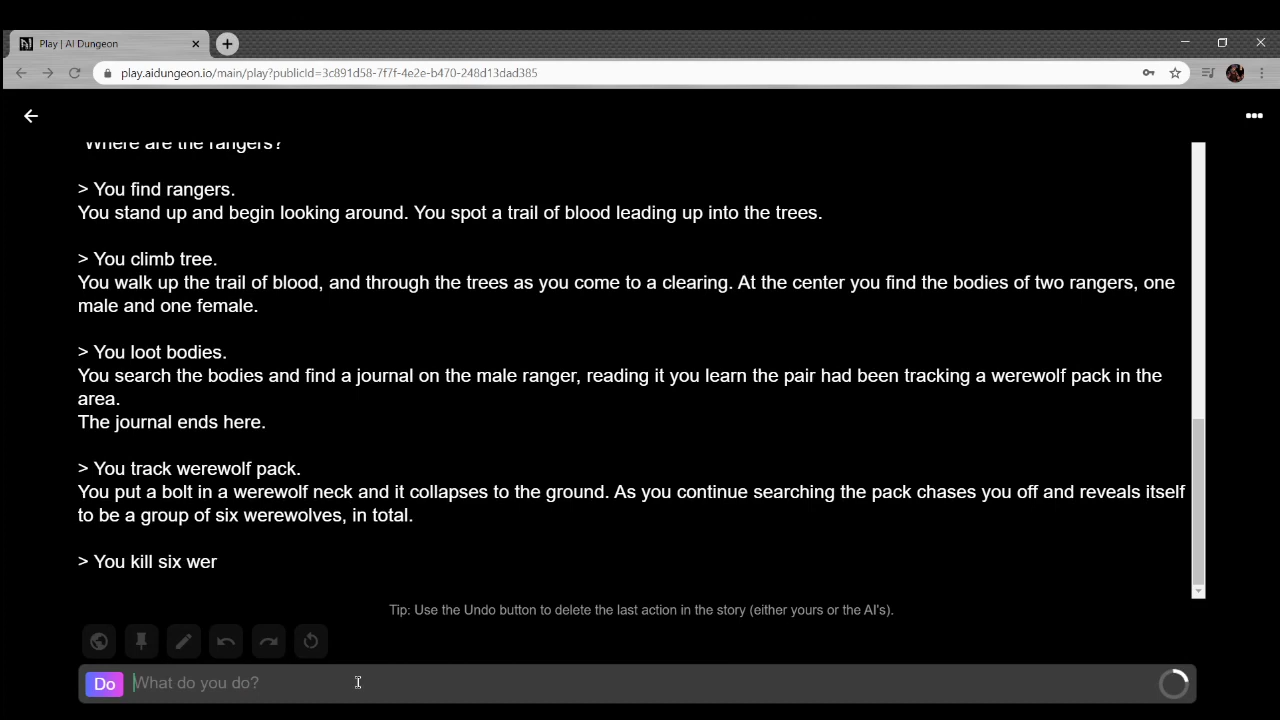 Play | AI Dungeon
play.aidungeon.io/main/play?publicId=3c891d58-7f7f-4e2e-b470-248d13dad385
Where are the rangers?
> You find rangers.
You stand up and begin looking around. You spot a trail of blood leading up into the trees.
> You climb tree.
You walk up the trail of blood, and through the trees as you come to a clearing. At the center you find the bodies of two rangers, one
male and one female.
> You loot bodies.
You search the bodies and find a journal on the male ranger, reading it you learn the pair had been tracking a werewolf pack in the
area.
The journal ends here.
> You track werewolf pack.
You put a bolt in a werewolf neck and it collapses to the ground. As you continue searching the pack chases you off and reveals itself
to be a group of six werewolves, in total.
> You kill six wer
Tip: Use the Undo button to delete the last action in the story (either yours or the AI's).
Do What do you do?